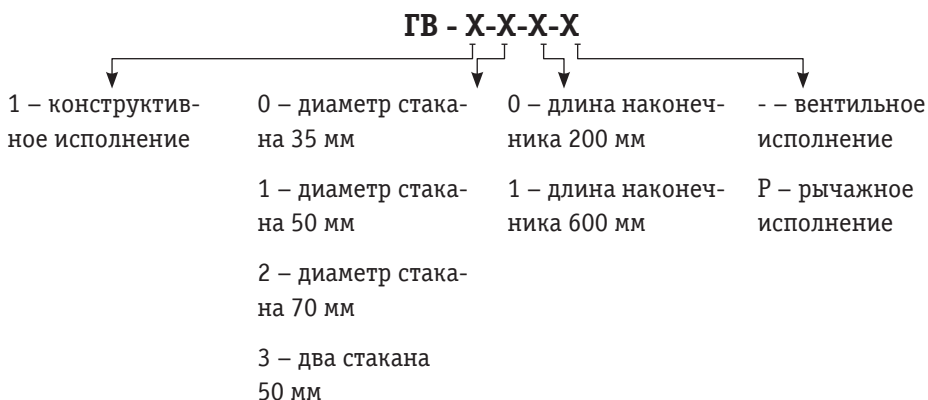 ГВ - Х-Х-Х-Х
1 – конструктив-
ное исполнение
0 – диаметр стака-
на 35 мм
1 – диаметр стака-
на 50 мм
2 – диаметр стака-
на 70 мм
3 – два стакана
50 мм
0 – длина наконеч-
ника 200 мм
1 – длина наконеч-
ника 600 мм
- – вентильное
исполнение
Р – рычажное
исполнение